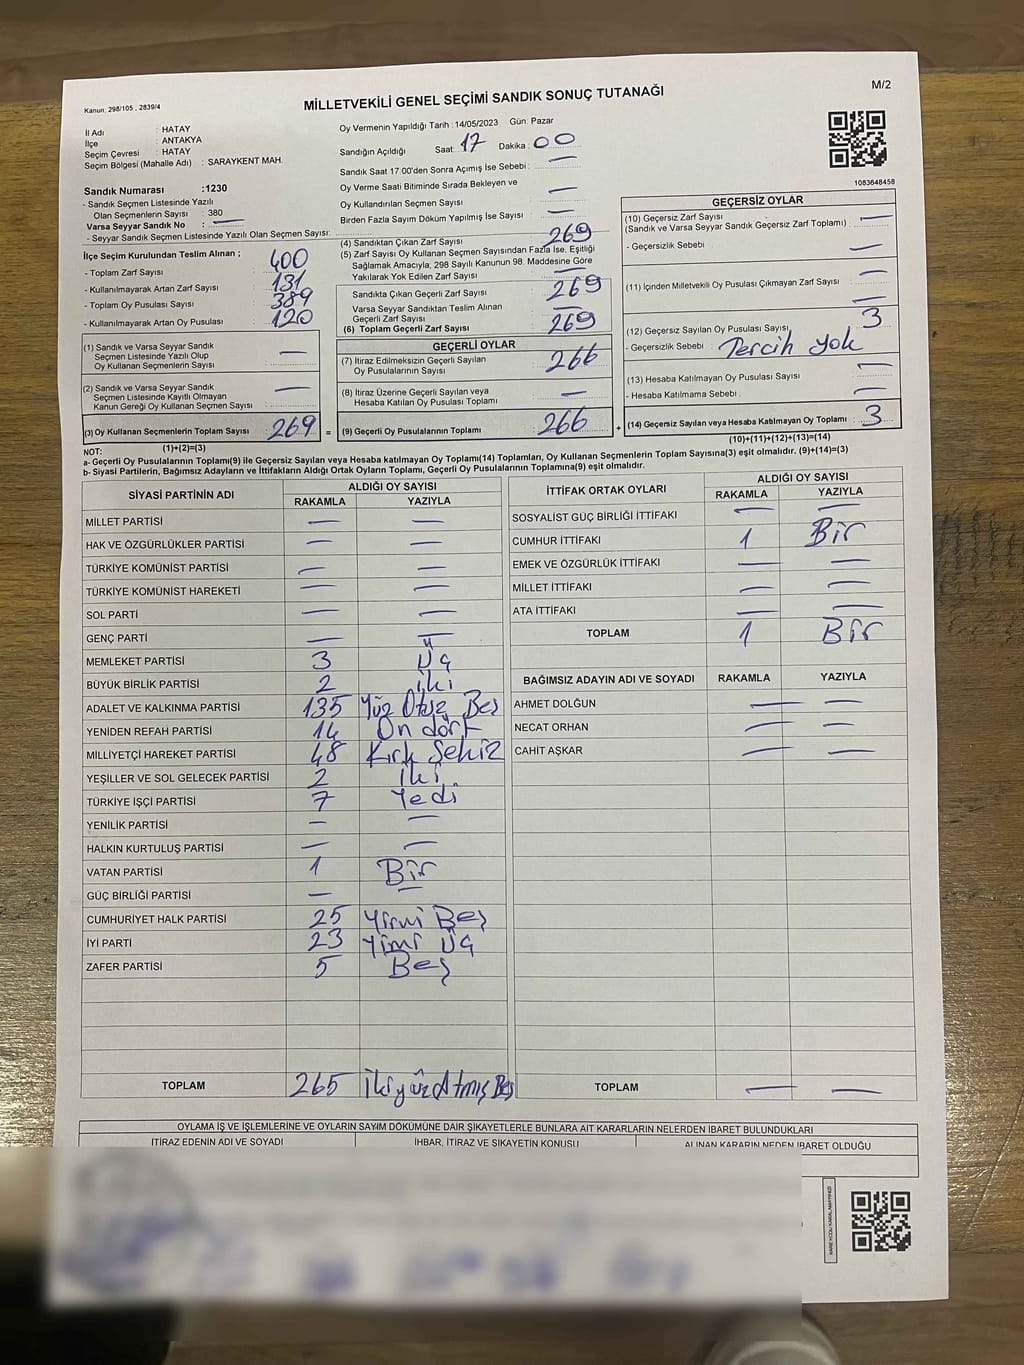 Kanun: 298/105 , 2839/4
MİLLETVEKİLİ GENEL SEÇİMİ SANDIK SONUÇ TUTANAĞI
M/2
İl Adı : HATAY
İlçe : ANTAKYA
Seçim Çevresi : HATAY
Seçim Bölgesi (Mahalle Adı) : SARAYKENT MAH.
Sandık Numarası :1230
- Sandık Seçmen Listesinde Yazılı
Olan Seçmenlerin Sayısı : 380
Varsa Seyyar Sandık No : —
- Seyyar Sandık Seçmen Listesinde Yazılı Olan Seçmen Sayısı:
İlçe Seçim Kurulundan Teslim Alınan ;
- Toplam Zarf Sayısı 400
- Kullanılmayarak Artan Zarf Sayısı 131
- Toplam Oy Pusulası Sayısı 389
- Kullanılmayarak Artan Oy Pusulası 120
(1) Sandık ve Varsa Seyyar Sandık
Seçmen Listesinde Yazılı Olup
Oy Kullanan Seçmenlerin Sayısı —
(2) Sandık ve Varsa Seyyar Sandık
Seçmen Listesinde Kayıtlı Olmayan
Kanun Gereği Oy Kullanan Seçmen Sayısı —
(3) Oy Kullanan Seçmenlerin Toplam Sayısı 269 =
(1)+(2)=(3)
Oy Vermenin Yapıldığı Tarih :14/05/2023 Gün: Pazar
Sandığın Açıldığı Saat: 17 Dakika : 00
Sandık Saat 17:00'den Sonra Açımış İse Sebebi : —
Oy Verme Saati Bitiminde Sırada Bekleyen ve
Oy Kullandırılan Seçmen Sayısı —
Birden Fazla Sayım Döküm Yapılmış İse Sayısı —
(4) Sandıktan Çıkan Zarf Sayısı 269
(5) Zarf Sayısı Oy Kullanan Seçmen Sayısından Fazla İse, Eşitliği
Sağlamak Amacıyla, 298 Sayılı Kanunun 98. Maddesine Göre
Yakılarak Yok Edilen Zarf Sayısı —
Sandıkta Çıkan Geçerli Zarf Sayısı 269
Varsa Seyyar Sandıktan Teslim Alınan
Geçerli Zarf Sayısı —
(6) Toplam Geçerli Zarf Sayısı 269
GEÇERLİ OYLAR
(7) İtiraz Edilmeksizin Geçerli Sayılan
Oy Pusulalarının Sayısı 266
(8) İtiraz Üzerine Geçerli Sayılan veya
Hesaba Katılan Oy Pusulası Toplamı —
(9) Geçerli Oy Pusulalarının Toplamı 266 +
1083648458
GEÇERSİZ OYLAR
(10) Geçersiz Zarf Sayısı
(Sandık ve Varsa Seyyar Sandık Geçersiz Zarf Toplamı) —
- Geçersizlik Sebebi —
(11) İçinden Milletvekili Oy Pusulası Çıkmayan Zarf Sayısı —
(12) Geçersiz Sayılan Oy Pusulası Sayısı 3
- Geçersizlik Sebebi : Tercih yok
(13) Hesaba Katılmayan Oy Pusulası Sayısı —
- Hesaba Katılmama Sebebi : —
(14) Geçersiz Sayılan veya Hesaba Katılmayan Oy Toplamı 3
(10)+(11)+(12)+(13)=(14)
NOT:
a- Geçerli Oy Pusulalarının Toplamı(9) ile Geçersiz Sayılan veya Hesaba katılmayan Oy Toplamı(14) Toplamları, Oy Kullanan Seçmenlerin Toplam Sayısına(3) eşit olmalıdır. (9)+(14)=(3)
b- Siyasi Partilerin, Bağımsız Adayların ve İttifakların Aldığı Ortak Oyların Toplamı, Geçerli Oy Pusulalarının Toplamına(9) eşit olmalıdır.
SİYASİ PARTİNİN ADI ALDIĞI OY SAYISI
RAKAMLA YAZIYLA
MİLLET PARTİSİ — —
HAK VE ÖZGÜRLÜKLER PARTİSİ — —
TÜRKİYE KOMÜNİST PARTİSİ — —
TÜRKİYE KOMÜNİST HAREKETİ — —
SOL PARTİ — —
GENÇ PARTİ — —
MEMLEKET PARTİSİ 3 Üç
BÜYÜK BİRLİK PARTİSİ 2 iki
ADALET VE KALKINMA PARTİSİ 135 Yüz Otuz Beş
YENİDEN REFAH PARTİSİ 14 On dört
MİLLİYETÇİ HAREKET PARTİSİ 48 Kırk Sekiz
YEŞİLLER VE SOL GELECEK PARTİSİ 2 İki
TÜRKİYE İŞÇİ PARTİSİ 7 Yedi
YENİLİK PARTİSİ — —
HALKIN KURTULUŞ PARTİSİ — —
VATAN PARTİSİ 1 Bir
GÜÇ BİRLİĞİ PARTİSİ — —
CUMHURİYET HALK PARTİSİ 25 Yirmi Beş
İYİ PARTİ 23 Yimi Üç
ZAFER PARTİSİ 5 Beş
TOPLAM 265 İkiyüz Atmış Beş
İTTİFAK ORTAK OYLARI ALDIĞI OY SAYISI
RAKAMLA YAZIYLA
SOSYALİST GÜÇ BİRLİĞİ İTTİFAKI — —
CUMHUR İTTİFAKI 1 Bir
EMEK VE ÖZGÜRLÜK İTTİFAKI — —
MİLLET İTTİFAKI — —
ATA İTTİFAKI — —
TOPLAM 1 Bir
BAĞIMSIZ ADAYIN ADI VE SOYADI RAKAMLA YAZIYLA
AHMET DOLĞUN — —
NECAT ORHAN — —
CAHİT AŞKAR — —
TOPLAM — —
OYLAMA İŞ VE İŞLEMLERİNE VE OYLARIN SAYIM DÖKÜMÜNE DAİR ŞİKAYETLERLE BUNLARA AİT KARARLARIN NELERDEN İBARET BULUNDUKLARI
İTİRAZ EDENİN ADI VE SOYADI İHBAR, İTİRAZ VE ŞİKAYETİN KONUSU ALINAN KARARIN NEDEN İBARET OLDUĞU